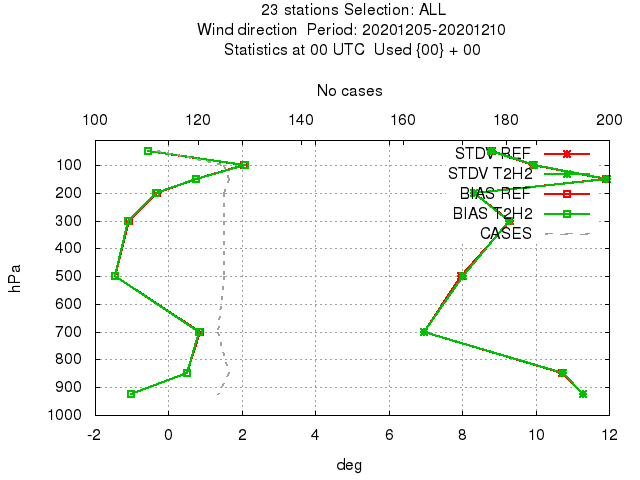 23 stations Selection: ALL
Wind direction  Period: 20201205-20201210
Statistics at 00 UTC  Used {00} + 00
No cases
100 120 140 160 180 200
STDV REF
STDV T2H2
BIAS REF
BIAS T2H2
CASES
100
200
300
400
500
600
700
800
900
1000
hPa
-2 0 2 4 6 8 10 12
deg